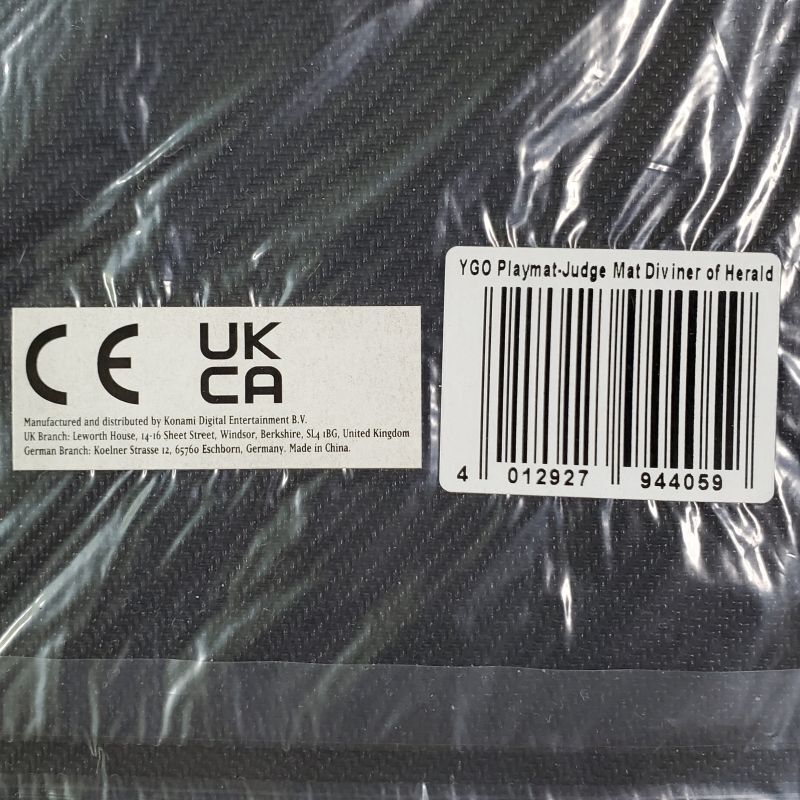 CE
UK
CA
Manufactured and distributed by Konami Digital Entertainment B.V.
UK Branch: Leworth House, 14-16 Sheet Street, Windsor, Berkshire, SL4 1BG, United Kingdom
German Branch: Koelner Strasse 12, 65760 Eschborn, Germany. Made in China.
YGO Playmat-Judge Mat Diviner of Herald
4 012927 944059